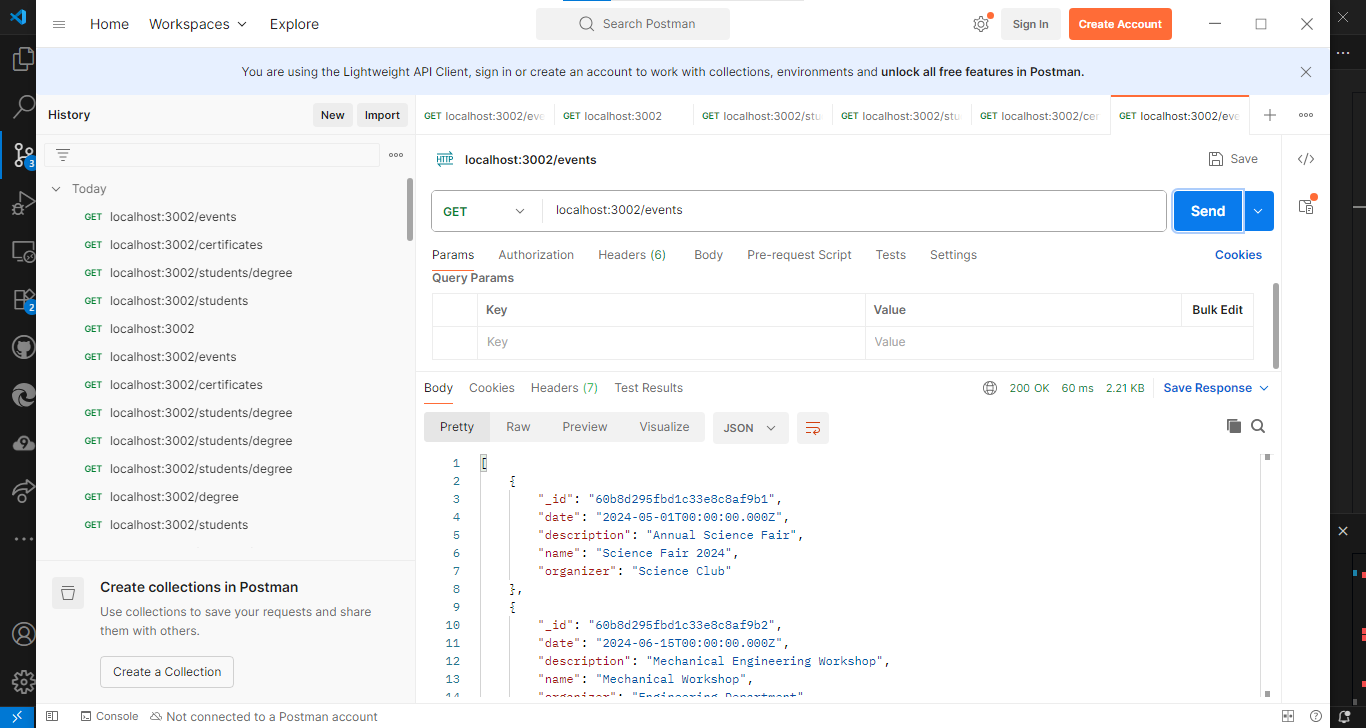 Home Workspaces Explore Search Postman Sign In Create Account
You are using the Lightweight API Client, sign in or create an account to work with collections, environments and unlock all free features in Postman.
History New Import
GET localhost:3002/eve GET localhost:3002 GET localhost:3002/stu GET localhost:3002/stu GET localhost:3002/cer GET localhost:3002/eve
HTTP localhost:3002/events Save
Today
GET localhost:3002/events
GET localhost:3002/certificates
GET localhost:3002/students/degree
GET localhost:3002/students
GET localhost:3002
GET localhost:3002/events
GET localhost:3002/certificates
GET localhost:3002/students/degree
GET localhost:3002/students/degree
GET localhost:3002/students/degree
GET localhost:3002/degree
GET localhost:3002/students
Create collections in Postman
Use collections to save your requests and share
them with others.
Create a Collection
GET localhost:3002/events Send
Params Authorization Headers (6) Body Pre-request Script Tests Settings Cookies
Query Params
Key Value Bulk Edit
Key Value
Body Cookies Headers (7) Test Results 200 OK 60 ms 2.21 KB Save Response
Pretty Raw Preview Visualize JSON
1 [
2 {
3 "_id": "60b8d295fbd1c33e8c8af9b1",
4 "date": "2024-05-01T00:00:00.000Z",
5 "description": "Annual Science Fair",
6 "name": "Science Fair 2024",
7 "organizer": "Science Club"
8 },
9 {
10 "_id": "60b8d295fbd1c33e8c8af9b2",
11 "date": "2024-06-15T00:00:00.000Z",
12 "description": "Mechanical Engineering Workshop",
13 "name": "Mechanical Workshop",
14 "organizer": "Engineering Department"
Console Not connected to a Postman account
3
2